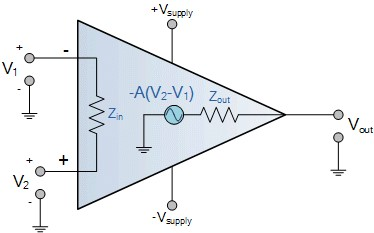 +Vsupply
+ -
V1
-
-A(V2-V1) Zout
Zin
+ +
V2
-
Vout
-Vsupply